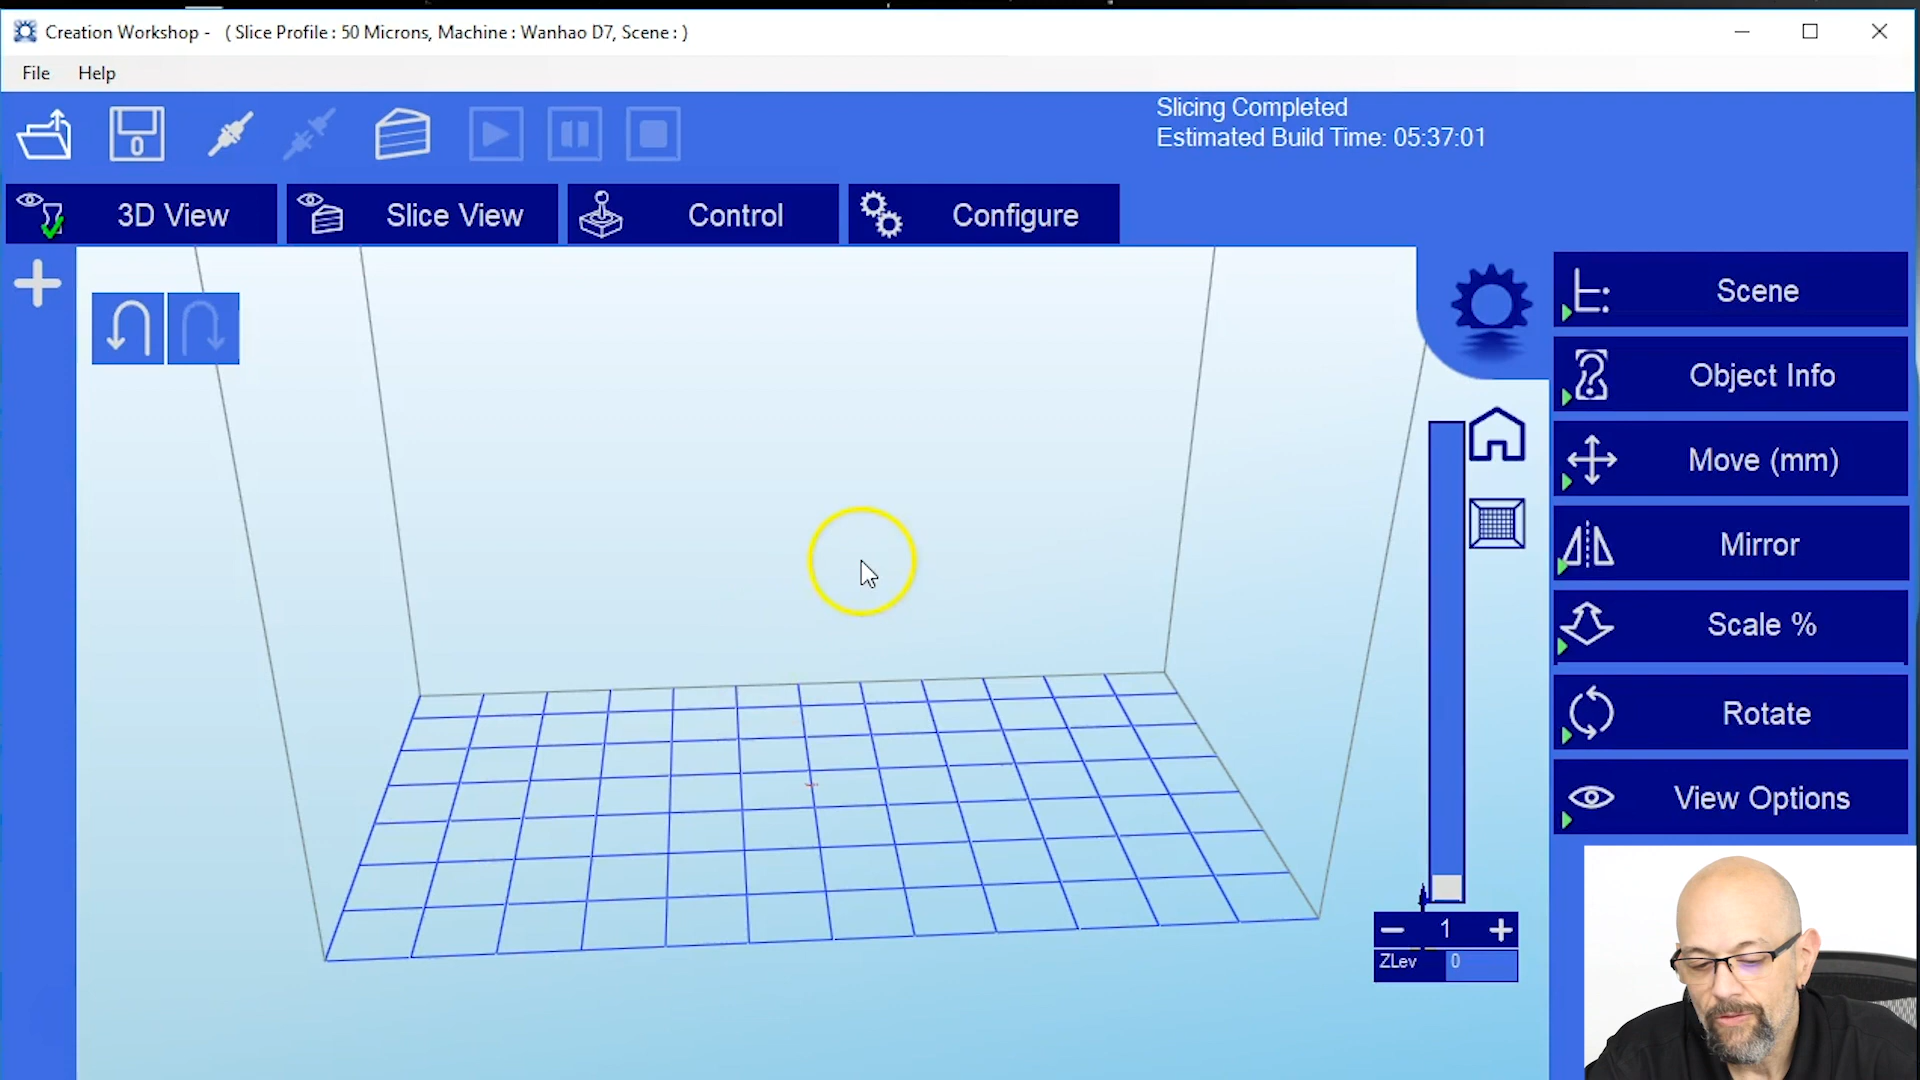 Creation Workshop -   ( Slice Profile : 50 Microns, Machine : Wanhao D7, Scene : )
File   Help
Slicing Completed
Estimated Build Time: 05:37:01
3D View
Slice View
Control
Configure
Scene
Object Info
Move (mm)
Mirror
Scale %
Rotate
View Options
1
ZLev   0